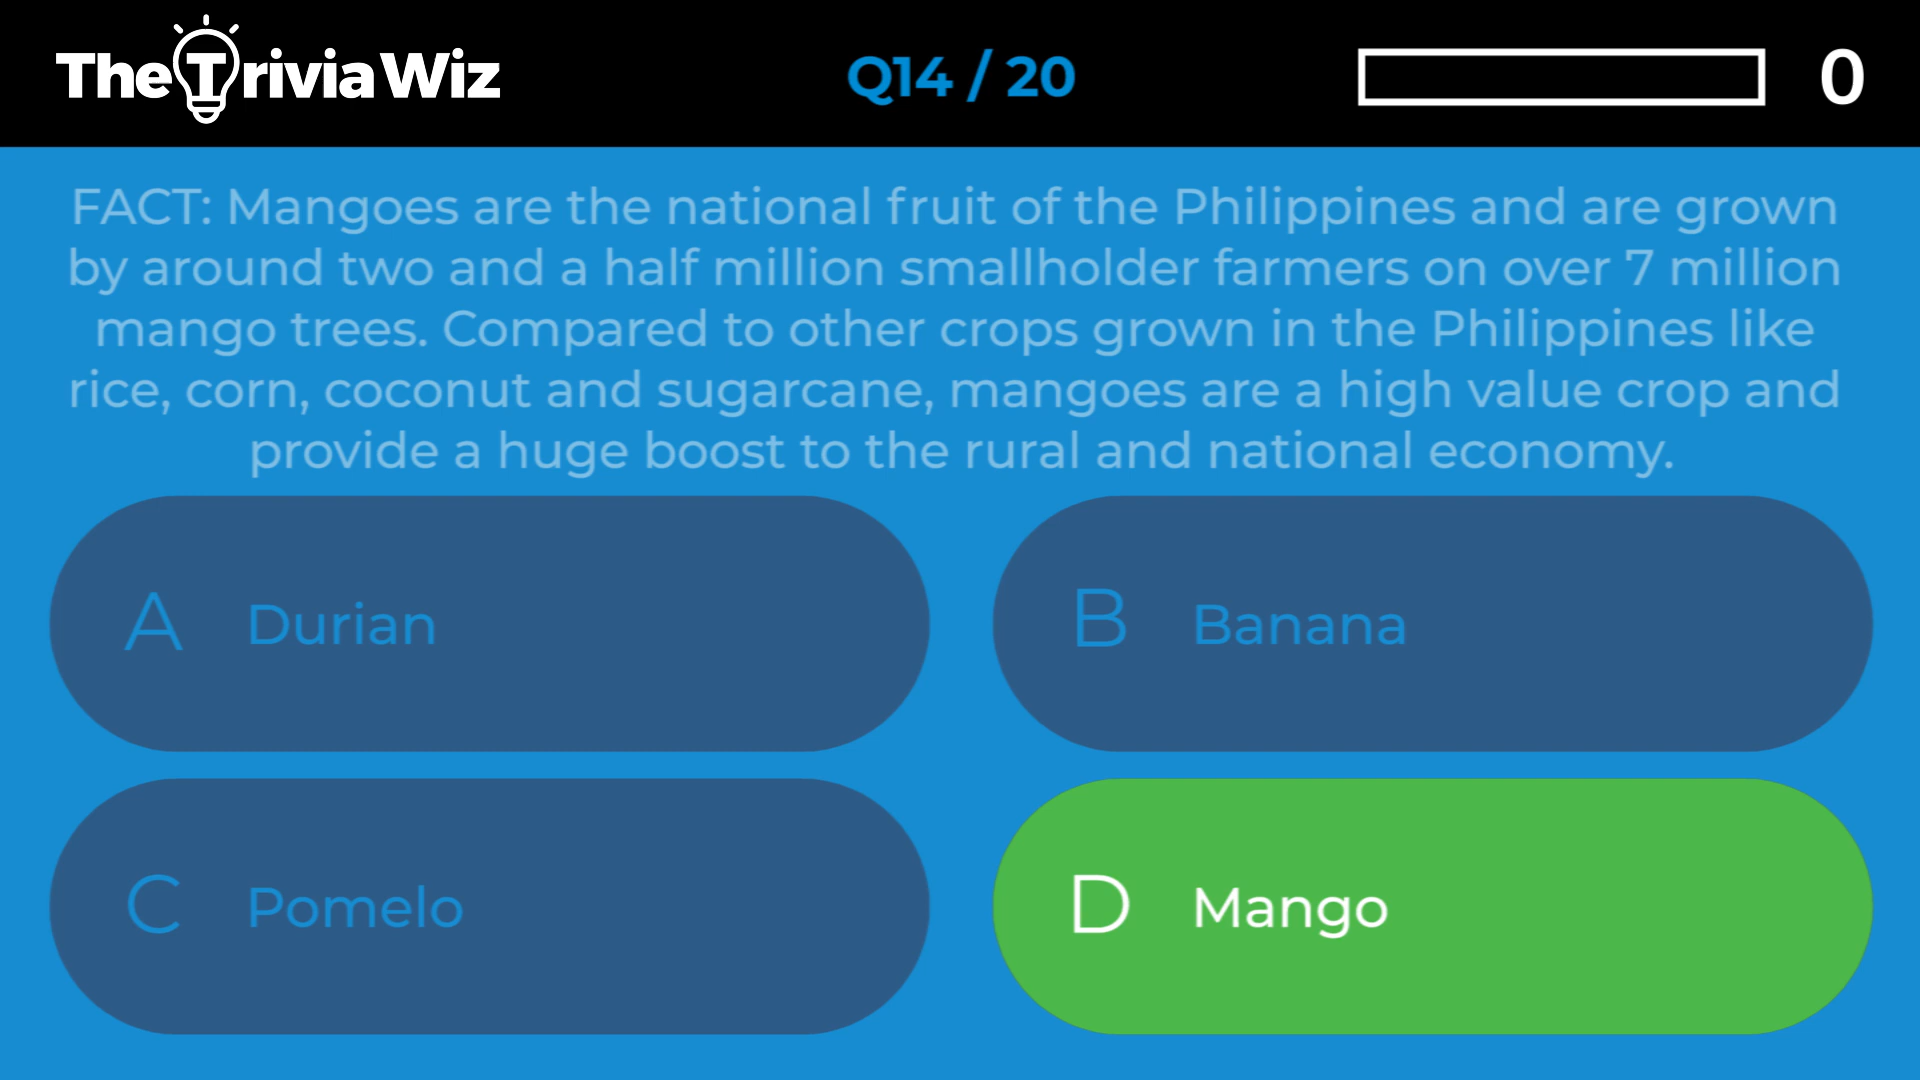 The Trivia Wiz
Q14 / 20
0
FACT: Mangoes are the national fruit of the Philippines and are grown
by around two and a half million smallholder farmers on over 7 million
mango trees. Compared to other crops grown in the Philippines like
rice, corn, coconut and sugarcane, mangoes are a high value crop and
provide a huge boost to the rural and national economy.
A Durian
B Banana
C Pomelo
D Mango